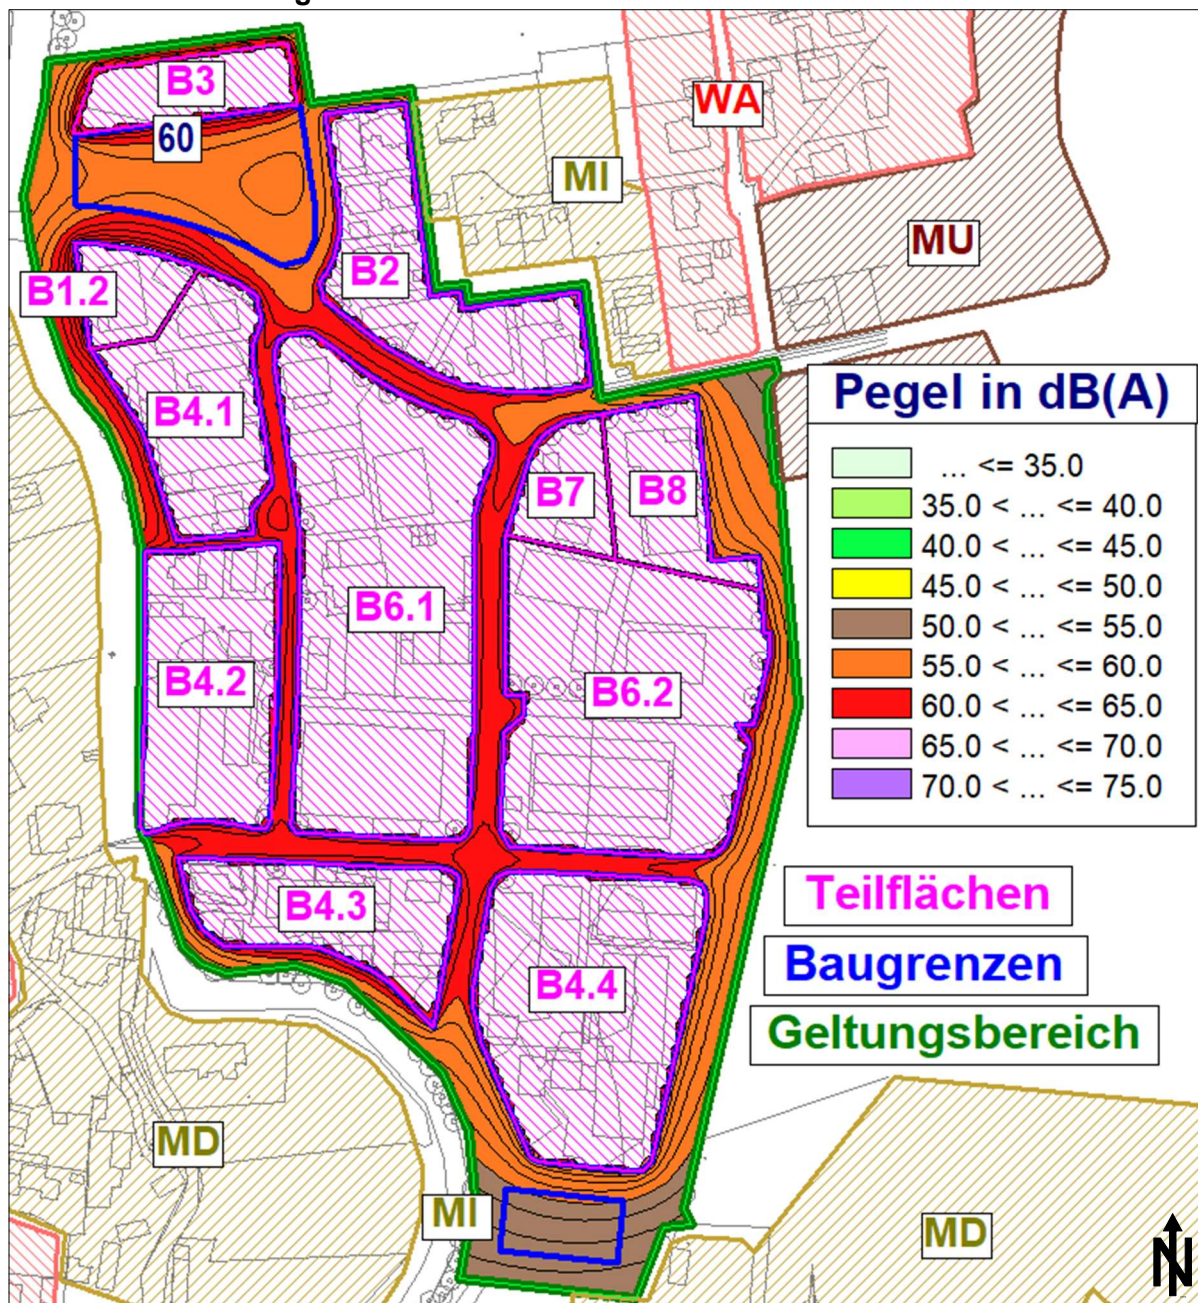 B3
60
WA
MI
MU
B2
B1.2
B4.1
B7
B8
B6.1
B4.2
B6.2
B4.3
B4.4
MD
MI
MD
N
Pegel in dB(A)
... <= 35.0
35.0 < ... <= 40.0
40.0 < ... <= 45.0
45.0 < ... <= 50.0
50.0 < ... <= 55.0
55.0 < ... <= 60.0
60.0 < ... <= 65.0
65.0 < ... <= 70.0
70.0 < ... <= 75.0
Teilflächen
Baugrenzen
Geltungsbereich